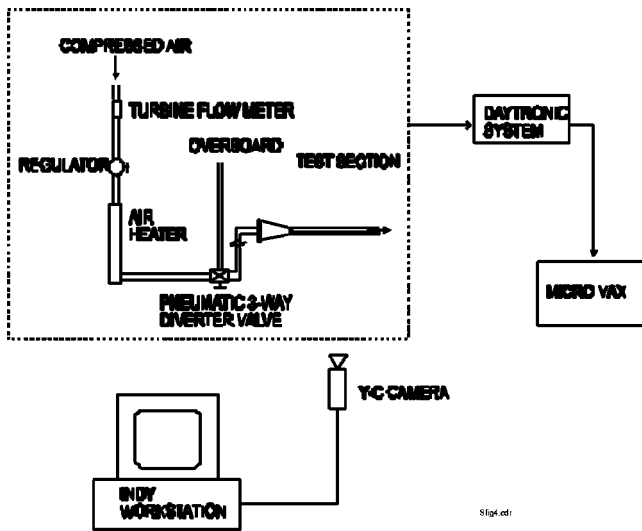 COMPRESSED AIR
TURBINE FLOW METER
OVERBOARD
REGULATOR
TEST SECTION
AIR
HEATER
PNEUMATIC 3-WAY
DIVERTER VALVE
DAYTRONIC
SYSTEM
MICRO VAX
Y-C CAMERA
INDY
WORKSTATION
Sfig4.cdr